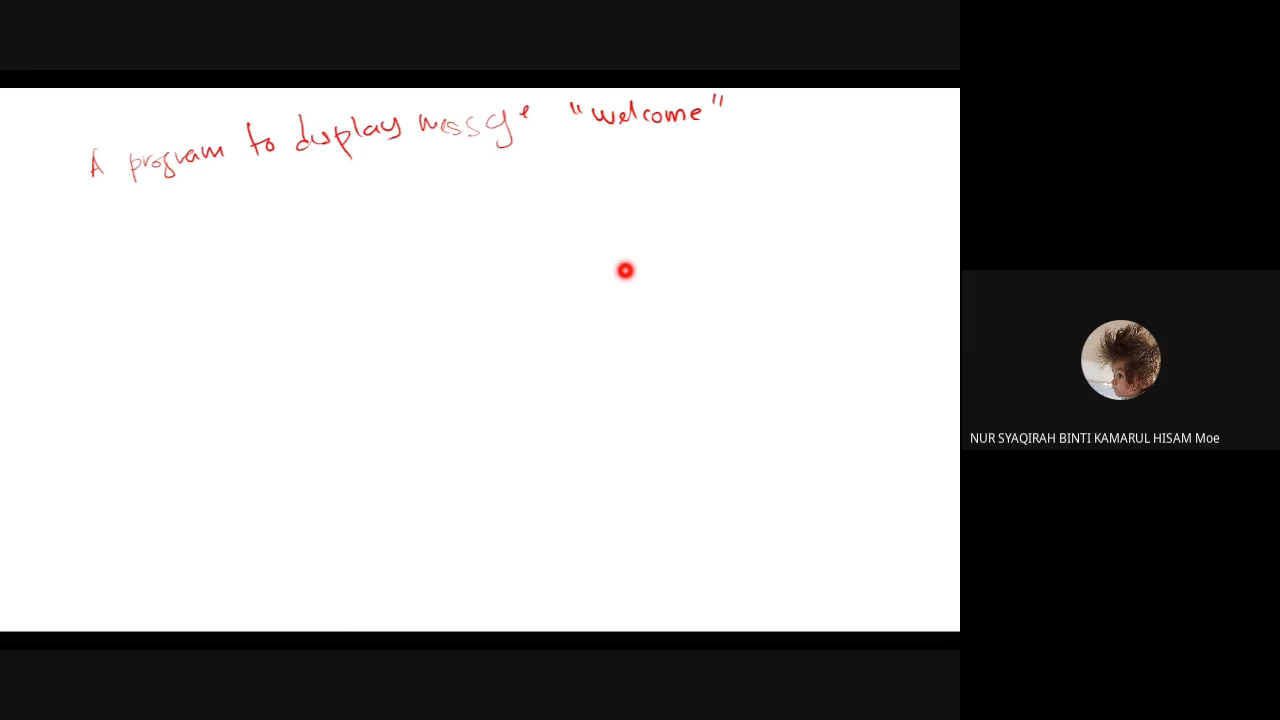 A program to display messge "welcome"
NUR SYAQIRAH BINTI KAMARUL HISAM Moe